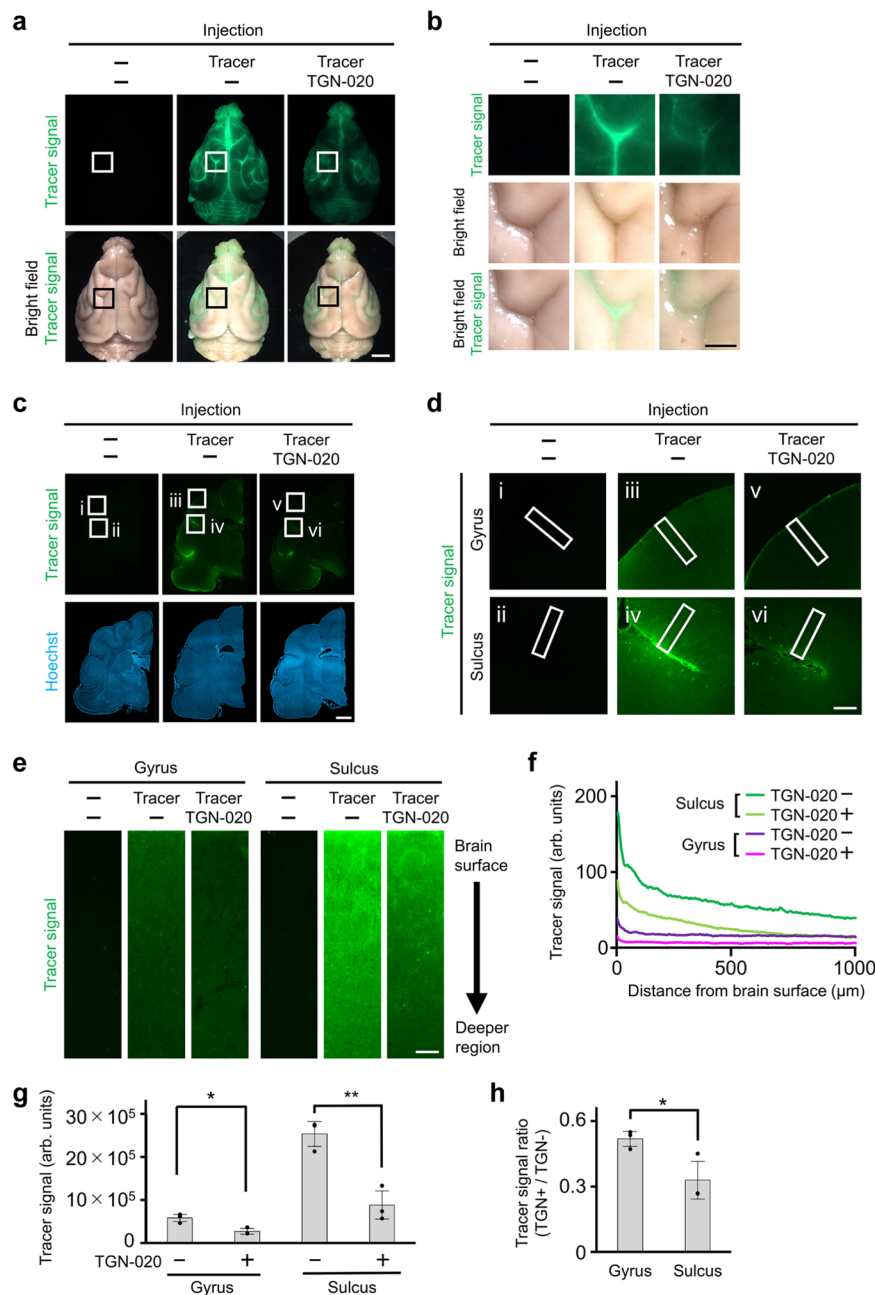 a
Injection
– Tracer Tracer
– – TGN-020
Tracer signal
Bright field
Tracer signal
b
Injection
– Tracer Tracer
– – TGN-020
Tracer signal
Bright field
Bright field
Tracer signal
c
Injection
– Tracer Tracer
– – TGN-020
Tracer signal
i
ii
iii
iv
v
vi
Hoechst
d
Injection
– Tracer Tracer
– – TGN-020
Tracer signal
Gyrus
i iii v
Sulcus
ii iv vi
e
Gyrus Sulcus
– Tracer Tracer – Tracer Tracer
– – TGN-020 – – TGN-020
Tracer signal
Brain
surface
Deeper
region
f
Tracer signal (arb. units)
200
100
0
0 500 1000
Distance from brain surface (µm)
Sulcus
TGN-020 –
TGN-020 +
Gyrus
TGN-020 –
TGN-020 +
g
Tracer signal (arb. units)
30 × 10⁵
20 × 10⁵
10 × 10⁵
0
* **
TGN-020 – + – +
Gyrus Sulcus
h
Tracer signal ratio
(TGN+ / TGN-)
0.6
0.3
0
*
Gyrus Sulcus